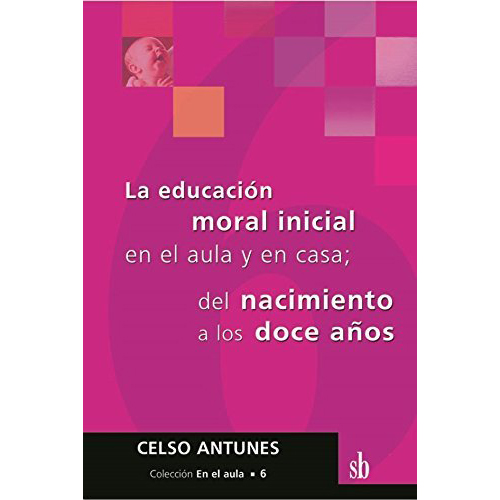 La educación
moral inicial
en el aula y en casa;
del nacimiento
a los doce años
CELSO ANTUNES
Colección En el aula ▪ 6
sb